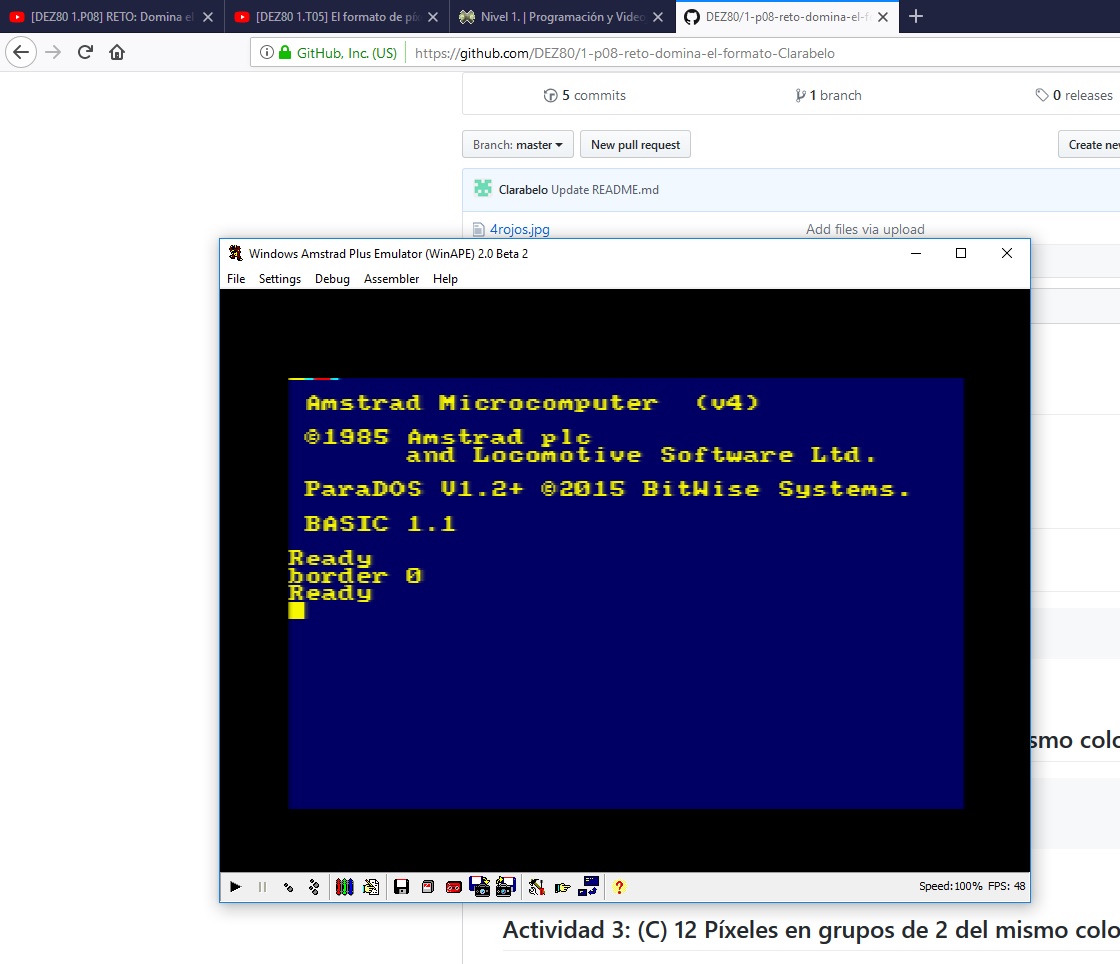 [DEZ80 1.P08] RETO: Domina el
[DEZ80 1.T05] El formato de pí
Nivel 1. | Programación y Video
DEZ80/1-p08-reto-domina-el-f
GitHub, Inc. (US)
https://github.com/DEZ80/1-p08-reto-domina-el-formato-Clarabelo
5 commits
1 branch
0 releases
Branch: master
New pull request
Create new
Clarabelo Update README.md
4rojos.jpg
Add files via upload
Windows Amstrad Plus Emulator (WinAPE) 2.0 Beta 2
File Settings Debug Assembler Help
Amstrad Microcomputer (v4)
©1985 Amstrad plc
and Locomotive Software Ltd.
ParaDOS V1.2+ ©2015 BitWise Systems.
BASIC 1.1
Ready
border 0
Ready
smo colo
Speed:100% FPS: 48
Actividad 3: (C) 12 Píxeles en grupos de 2 del mismo colo